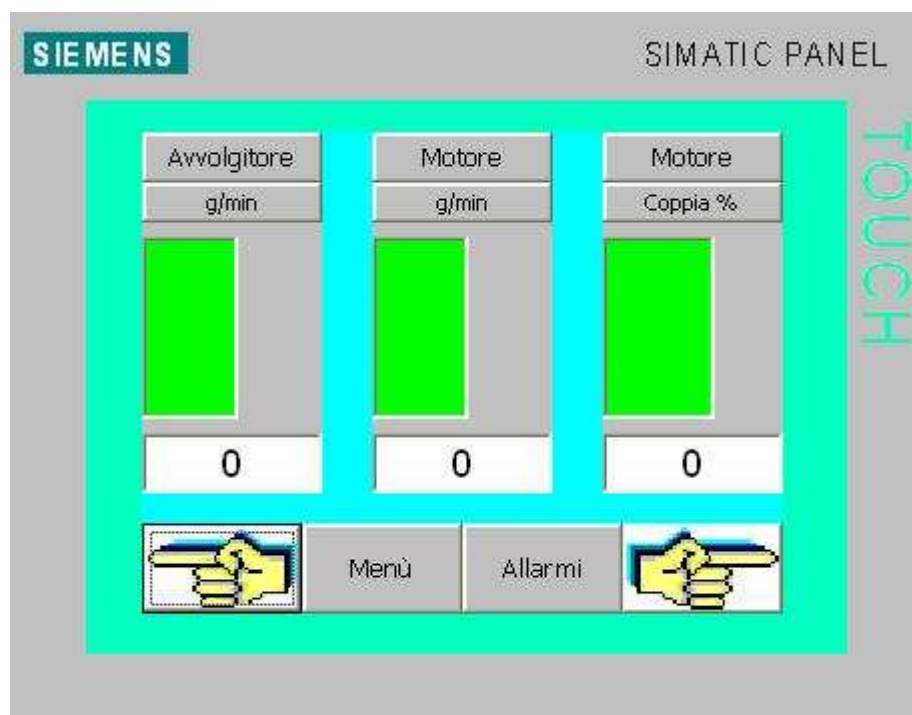 SIEMENS
SIMATIC PANEL
TOUCH
Avvolgitore
g/min
0
Motore
g/min
0
Motore
Coppia %
0
Menù
Allarmi